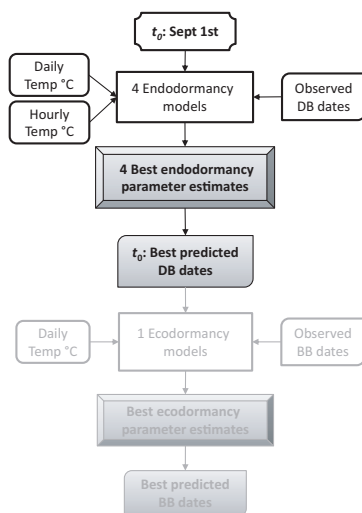 t₀: Sept 1st
Daily
Temp °C
Hourly
Temp °C
4 Endodormancy
models
Observed
DB dates
4 Best endodormancy
parameter estimates
t₀: Best predicted
DB dates
Daily
Temp °C
1 Ecodormancy
models
Observed
BB dates
Best ecodormancy
parameter estimates
Best predicted
BB dates